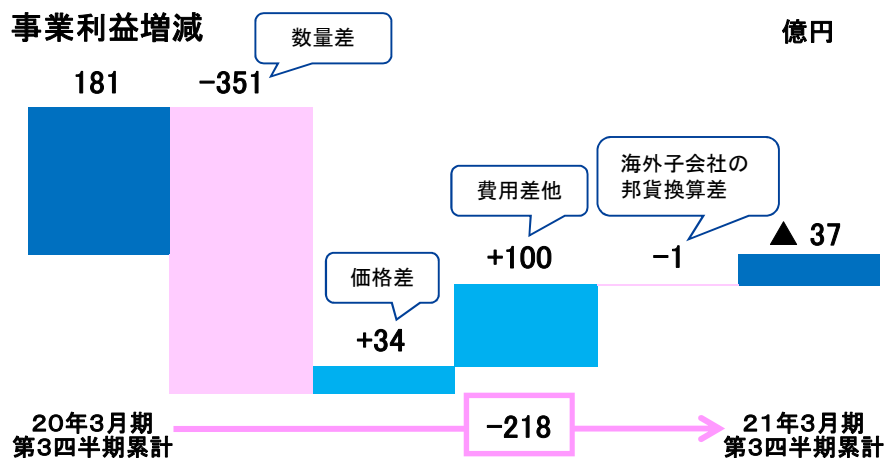 事業利益増減
億円
数量差
181
−351
海外子会社の
邦貨換算差
費用差他
▲ 37
−1
+100
価格差
+34
20年3月期
第3四半期累計
−218
21年3月期
第3四半期累計